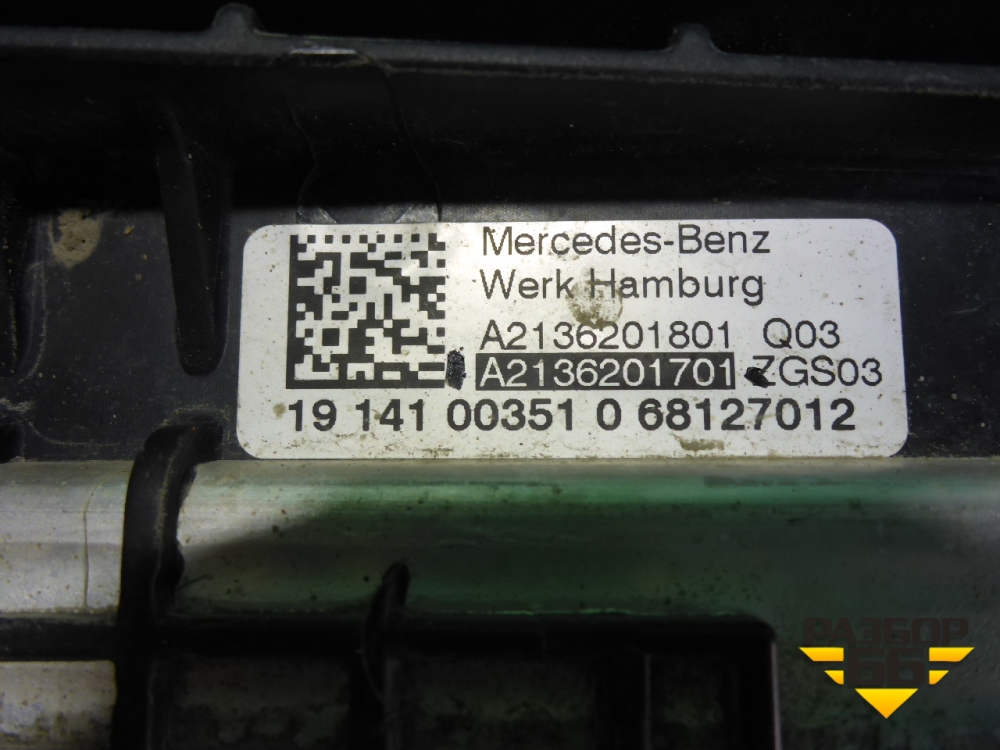 Mercedes-Benz
Werk Hamburg
A2136201801 Q03
A2136201701 ZGS03
19 141 00351 0 68127012
РАЗБОР
66